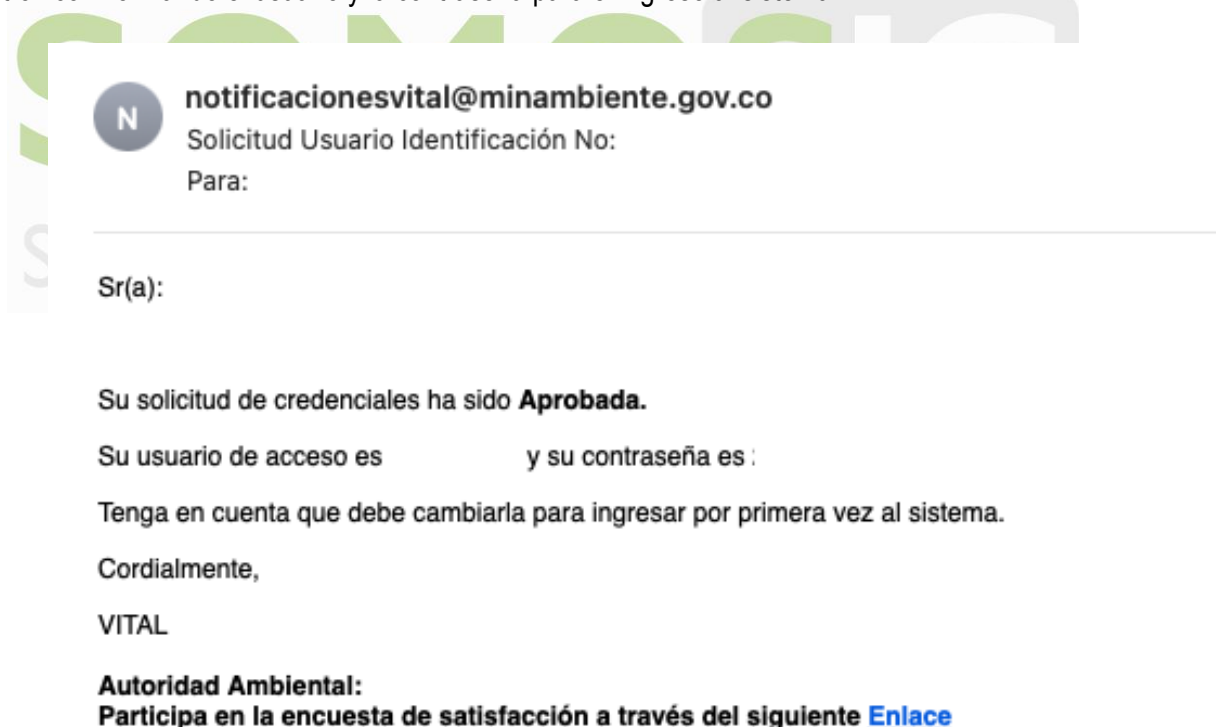 SOMOSIG
N
notificacionesvital@minambiente.gov.co
Solicitud Usuario Identificación No:
Para:
S
Sr(a):
Su solicitud de credenciales ha sido Aprobada.
Su usuario de acceso es y su contraseña es
Tenga en cuenta que debe cambiarla para ingresar por primera vez al sistema.
Cordialmente,
VITAL
Autoridad Ambiental:
Participa en la encuesta de satisfacción a través del siguiente Enlace